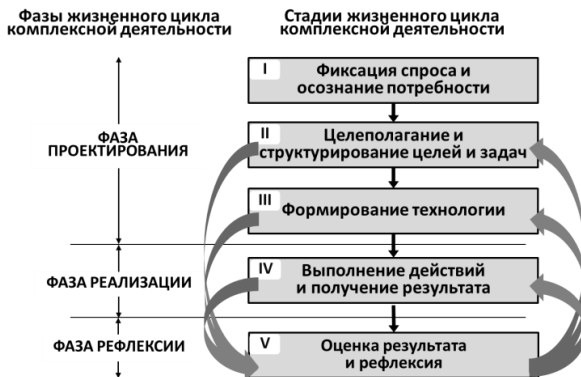 Фазы жизненного цикла
комплексной деятельности
Стадии жизненного цикла
комплексной деятельности
I
Фиксация спроса и
осознание потребности
II
Целеполагание и
структурирование целей и задач
ФАЗА
ПРОЕКТИРОВАНИЯ
III
Формирование технологии
IV
Выполнение действий
и получение результата
ФАЗА РЕАЛИЗАЦИИ
V
Оценка результата
и рефлексия
ФАЗА РЕФЛЕКСИИ